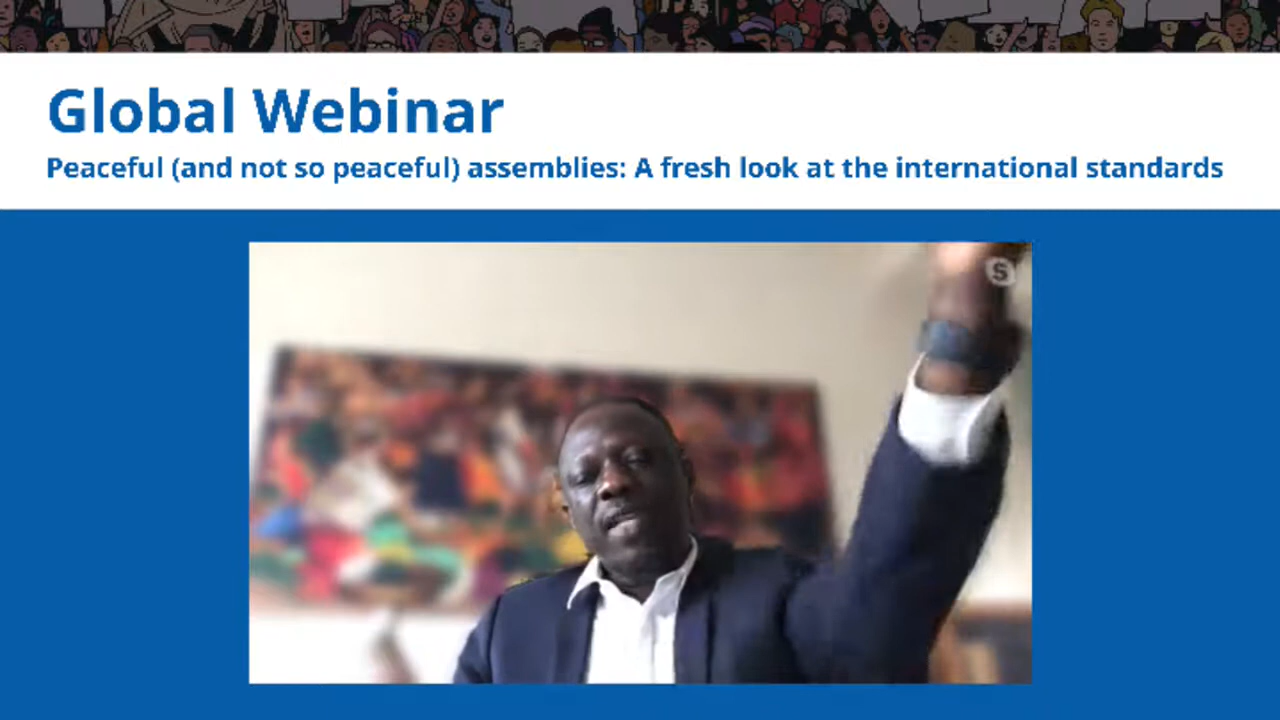 Global Webinar
Peaceful (and not so peaceful) assemblies: A fresh look at the international standards
S